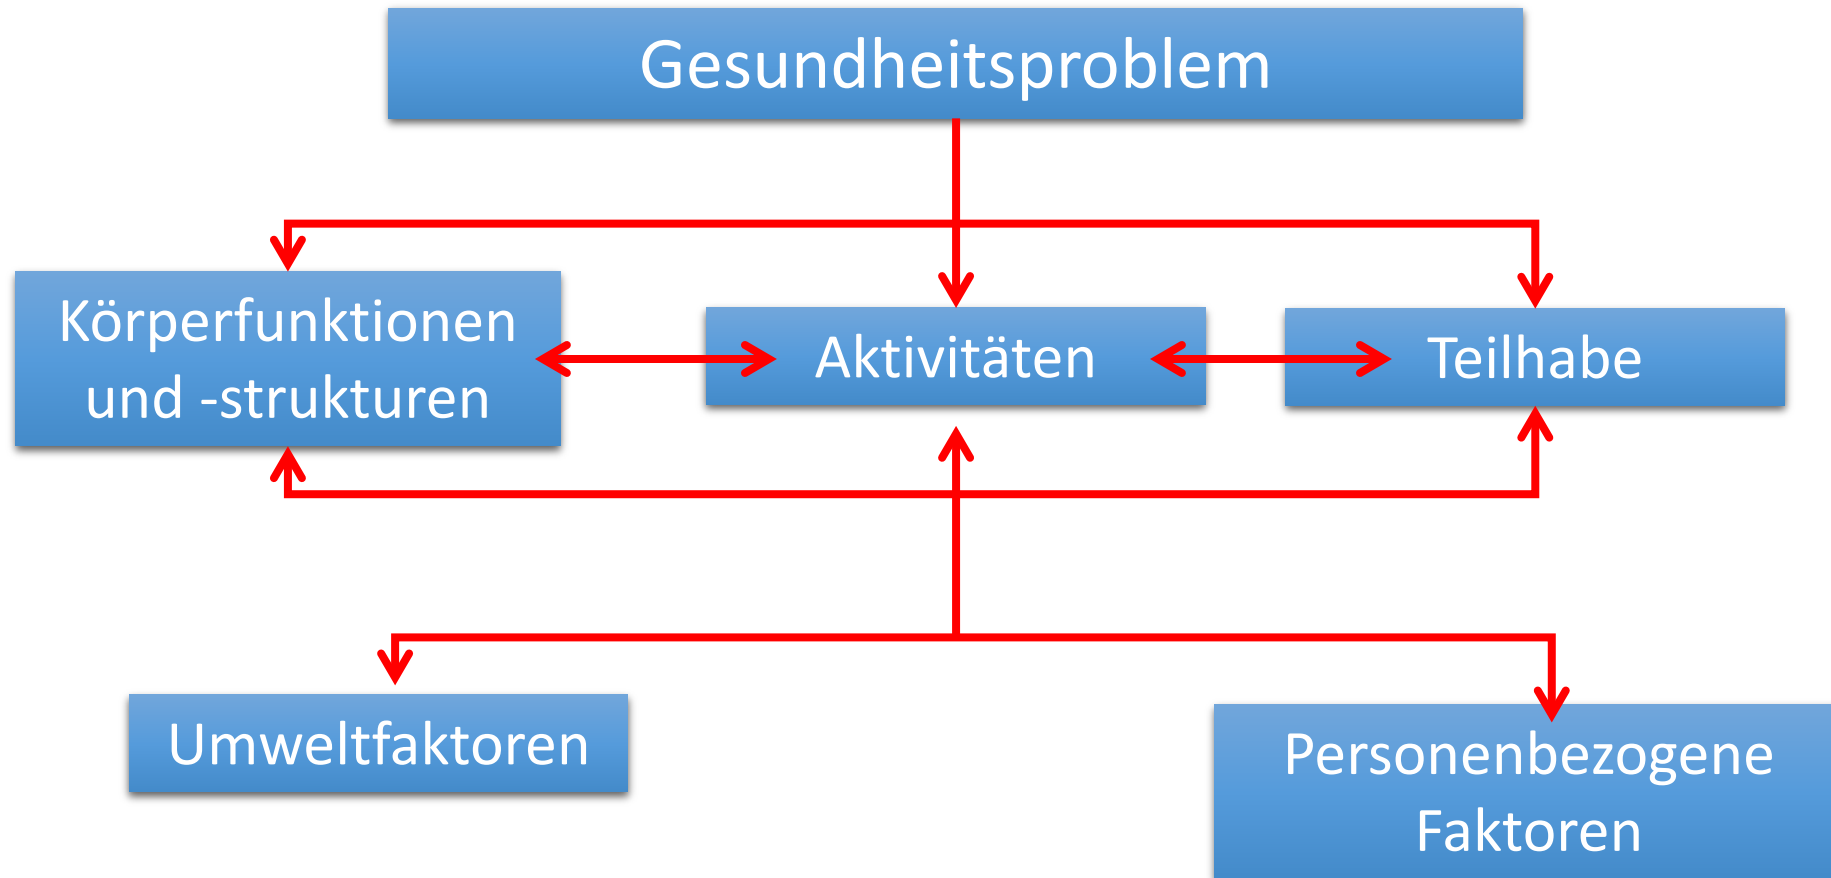 Gesundheitsproblem
Körperfunktionen
und -strukturen
Aktivitäten
Teilhabe
Umweltfaktoren
Personenbezogene
Faktoren